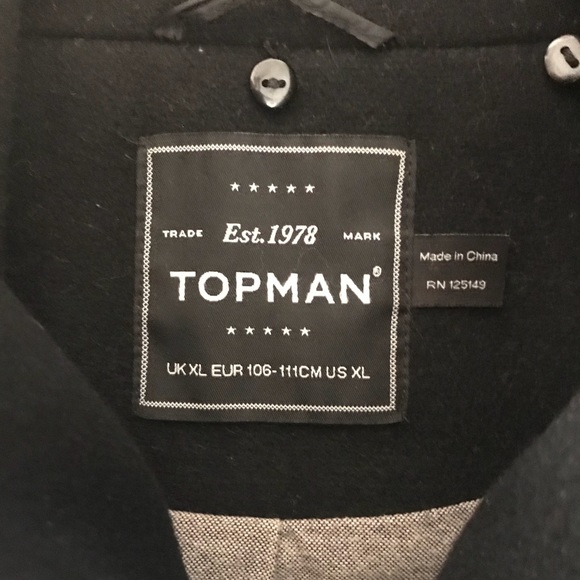 ★★★★★
TRADE Est.1978 MARK
TOPMAN®
★★★★★
UK XL EUR 106-111CM US XL
Made in China
RN 125149